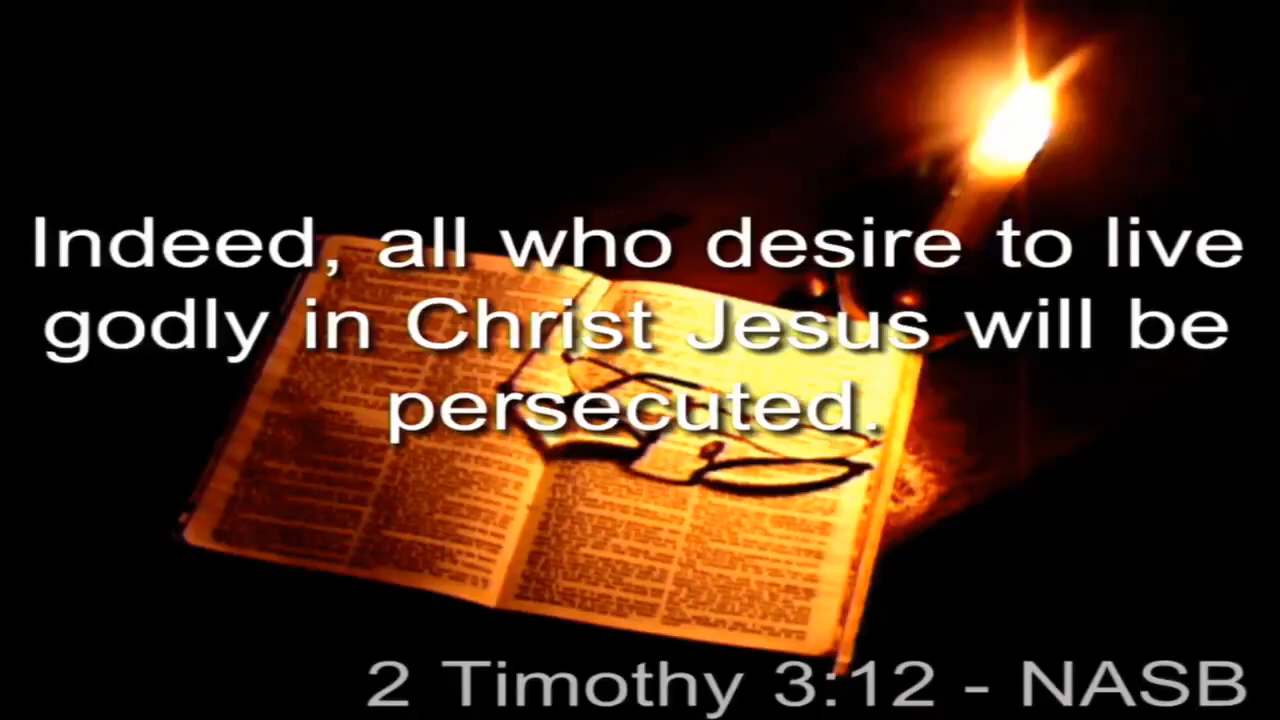 Indeed, all who desire to live
godly in Christ Jesus will be
persecuted.
2 Timothy 3:12 - NASB